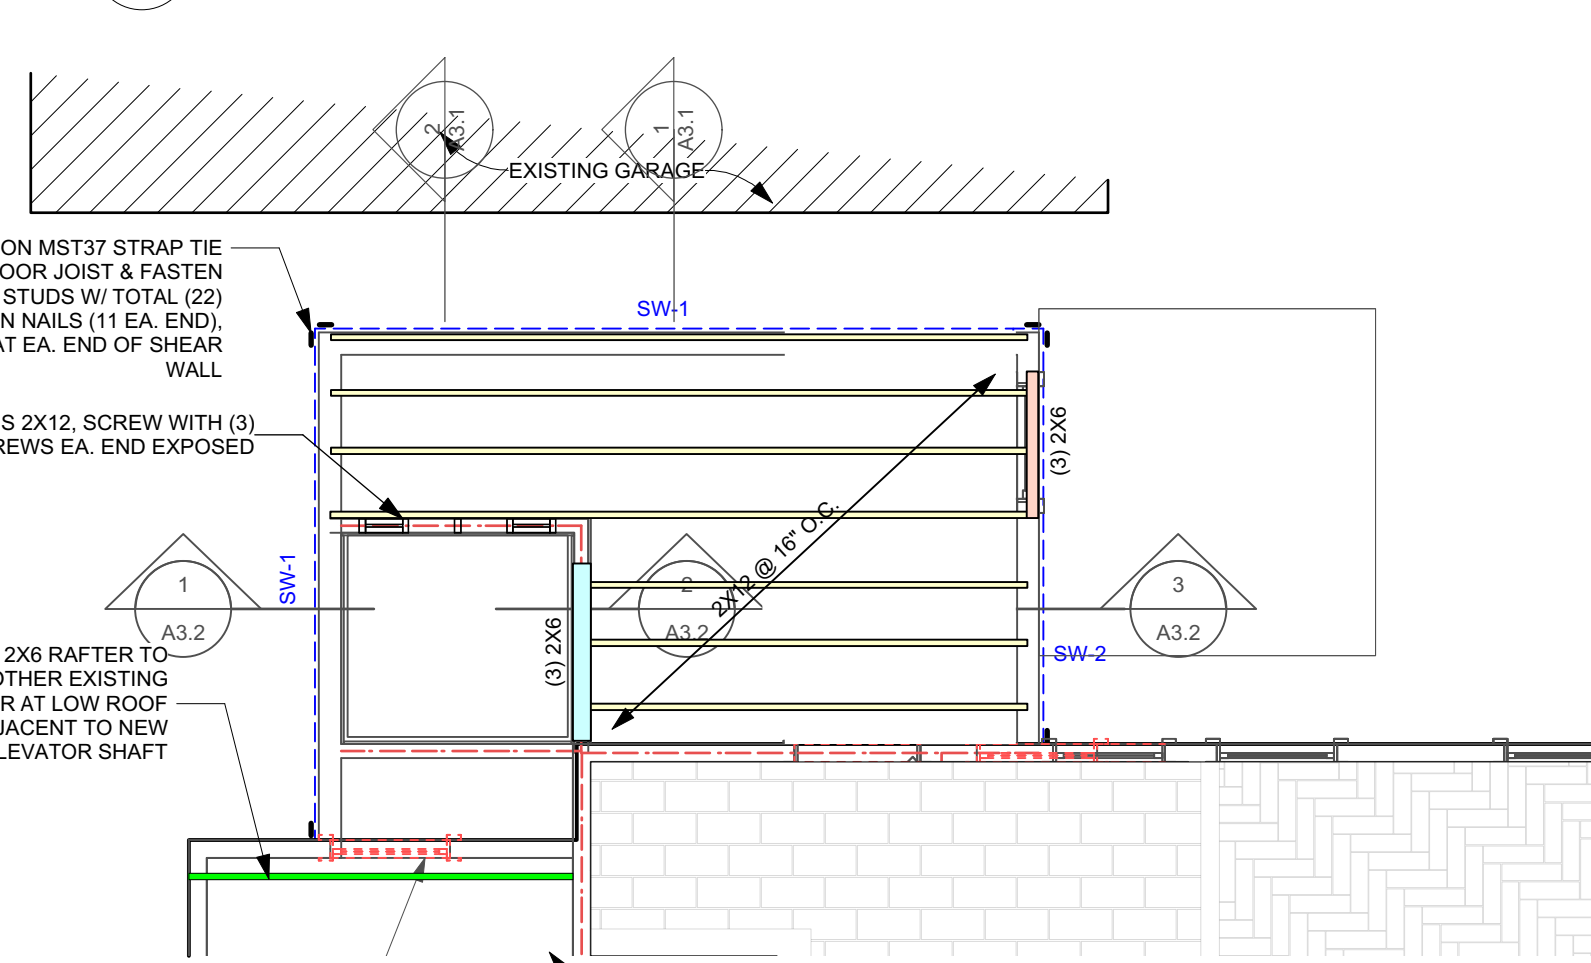 2
A3.1
1
A3.1
EXISTING GARAGE
ON MST37 STRAP TIE
OOR JOIST & FASTEN
STUDS W/ TOTAL (22)
N NAILS (11 EA. END),
AT EA. END OF SHEAR
WALL
SW-1
S 2X12, SCREW WITH (3)
REWS EA. END EXPOSED
(3) 2X6
2X12 @ 16" O.C.
SW-1
1
A3.2
2
A3.2
3
A3.2
(3) 2X6
SW-2
2X6 RAFTER TO
OTHER EXISTING
R AT LOW ROOF
JACENT TO NEW
LEVATOR SHAFT